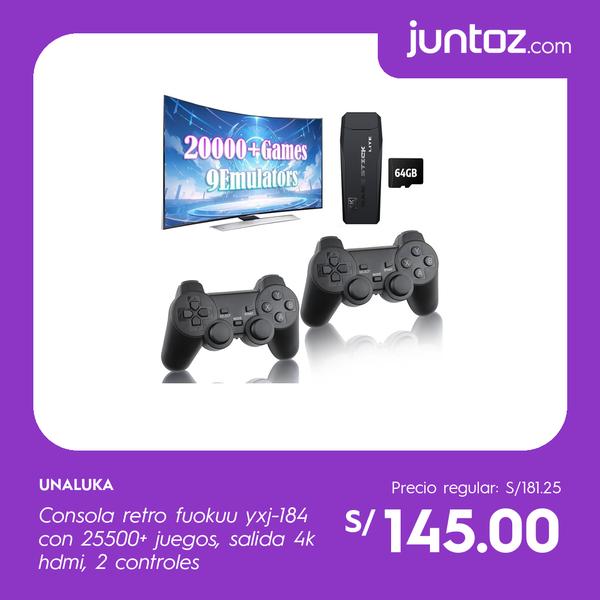 juntoz.com
20000+Games
9Emulators
LITE
64GB
UNALUKA
Consola retro fuokuu yxj-184
con 25500+ juegos, salida 4k
hdmi, 2 controles
Precio regular: S/181.25
S/145.00